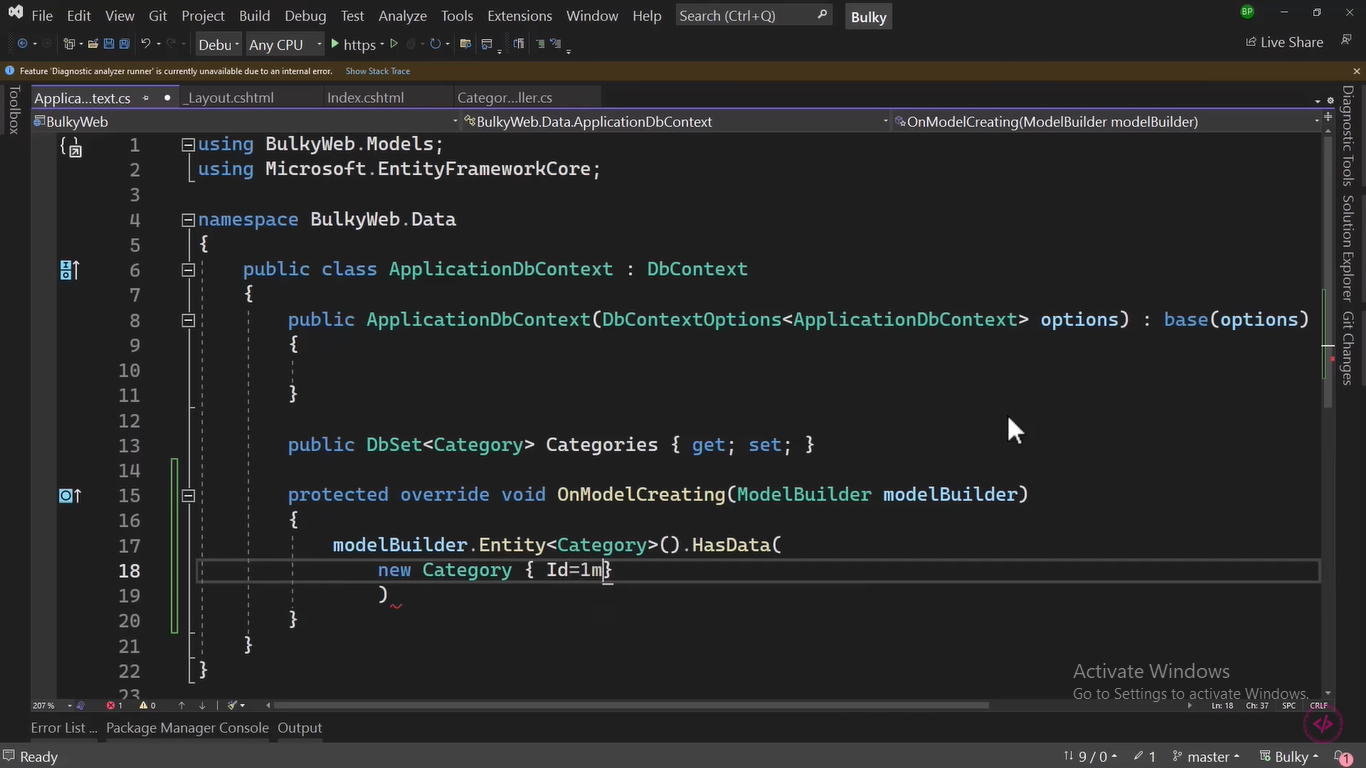 File Edit View Git Project Build Debug Test Analyze Tools Extensions Window Help Search (Ctrl+Q) Bulky BP
Debu Any CPU https Live Share
Feature 'Diagnostic analyzer runner' is currently unavailable due to an internal error. Show Stack Trace
Applica...text.cs _Layout.cshtml Index.cshtml Categor...ller.cs
BulkyWeb BulkyWeb.Data.ApplicationDbContext OnModelCreating(ModelBuilder modelBuilder)
Toolbox
1 using BulkyWeb.Models;
2 using Microsoft.EntityFrameworkCore;
3
4 namespace BulkyWeb.Data
5 {
6 public class ApplicationDbContext : DbContext
7 {
8 public ApplicationDbContext(DbContextOptions<ApplicationDbContext> options) : base(options)
9 {
10
11 }
12
13 public DbSet<Category> Categories { get; set; }
14
15 protected override void OnModelCreating(ModelBuilder modelBuilder)
16 {
17 modelBuilder.Entity<Category>().HasData(
18 new Category { Id=1m}
19 )
20 }
21 }
22 }
23
Diagnostic Tools
Solution Explorer
Git Changes
Activate Windows
Go to Settings to activate Windows.
207 % 1 0 Ln: 18 Ch: 37 SPC CRLF
Error List ... Package Manager Console Output
Ready 9 / 0 1 master Bulky 1